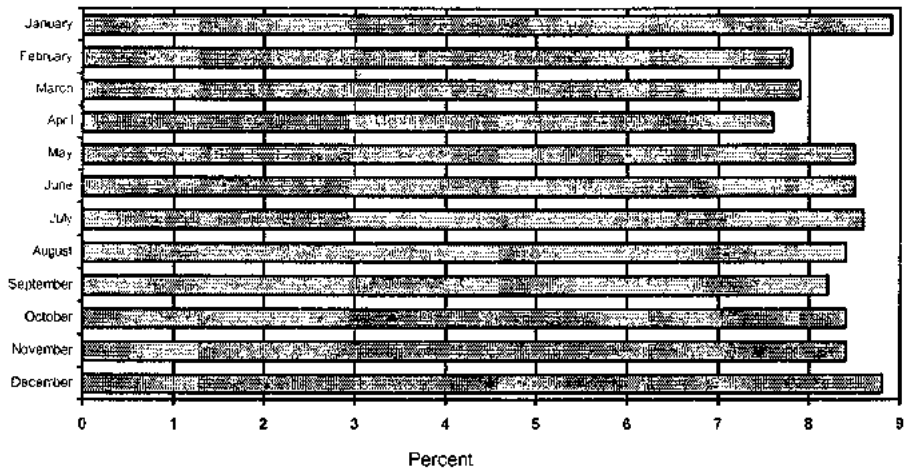 January
February
March
April
May
June
July
August
September
October
November
December
0 1 2 3 4 5 6 7 8 9
Percent